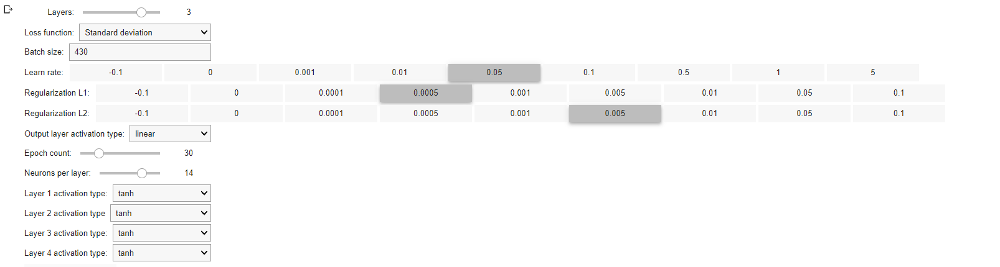 Layers: 3
Loss function: Standard deviation
Batch size: 430
Learn rate: -0.1 0 0.001 0.01 0.05 0.1 0.5 1 5
Regularization L1: -0.1 0 0.0001 0.0005 0.001 0.005 0.01 0.05 0.1
Regularization L2: -0.1 0 0.0001 0.0005 0.001 0.005 0.01 0.05 0.1
Output layer activation type: linear
Epoch count: 30
Neurons per layer: 14
Layer 1 activation type: tanh
Layer 2 activation type tanh
Layer 3 activation type: tanh
Layer 4 activation type: tanh